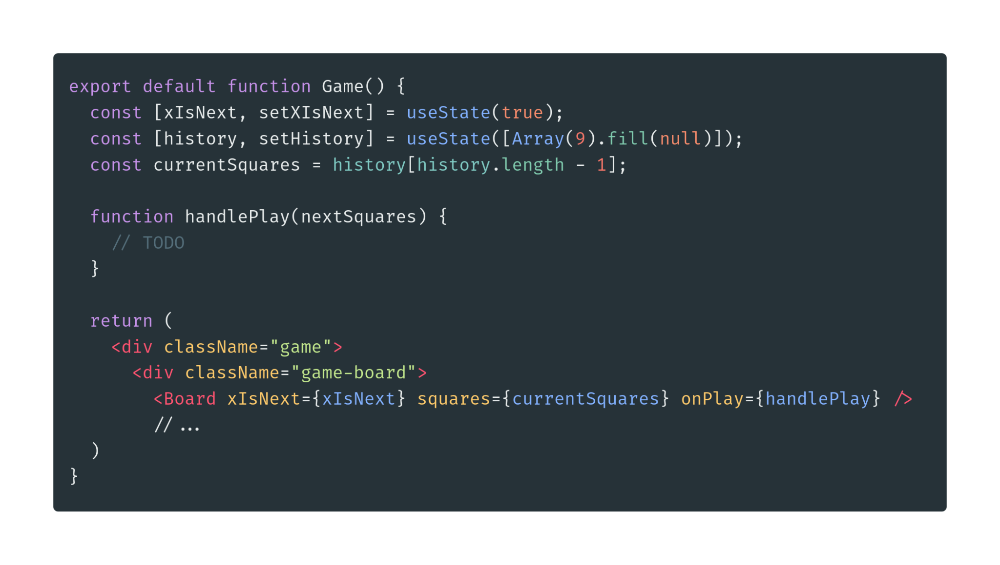 export default function Game() {
  const [xIsNext, setXIsNext] = useState(true);
  const [history, setHistory] = useState([Array(9).fill(null)]);
  const currentSquares = history[history.length - 1];

  function handlePlay(nextSquares) {
    // TODO
  }

  return (
    <div className="game">
      <div className="game-board">
        <Board xIsNext={xIsNext} squares={currentSquares} onPlay={handlePlay} />
        //...
  )
}